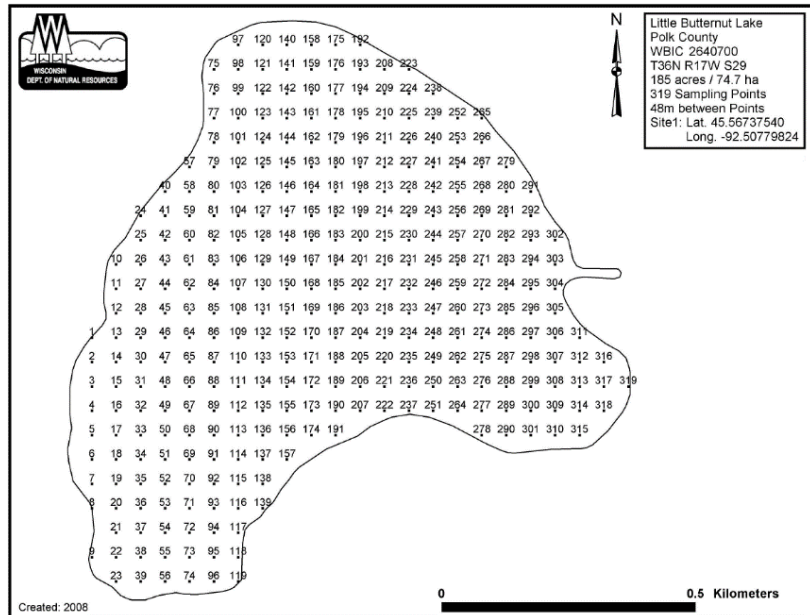 97 120 140 158 175 192
75 98 121 141 159 176 193 208 223
76 99 122 142 160 177 194 209 224 238
77 100 123 143 161 178 195 210 225 239 252 265
78 101 124 144 162 179 196 211 226 240 253 266
57 79 102 125 145 163 180 197 212 227 241 254 267 279
40 58 80 103 126 146 164 181 198 213 228 242 255 268 280 291
24 41 59 81 104 127 147 165 182 199 214 229 243 256 269 281 292
25 42 60 82 105 128 148 166 183 200 215 230 244 257 270 282 293 302
10 26 43 61 83 106 129 149 167 184 201 216 231 245 258 271 283 294 303
11 27 44 62 84 107 130 150 168 185 202 217 232 246 259 272 284 295 304
12 28 45 63 85 108 131 151 169 186 203 218 233 247 260 273 285 296 305
1 13 29 46 64 86 109 132 152 170 187 204 219 234 248 261 274 286 297 306 311
2 14 30 47 65 87 110 133 153 171 188 205 220 235 249 262 275 287 298 307 312 316
3 15 31 48 66 88 111 134 154 172 189 206 221 236 250 263 276 288 299 308 313 317 319
4 16 32 49 67 89 112 135 155 173 190 207 222 237 251 264 277 289 300 309 314 318
5 17 33 50 68 90 113 136 156 174 191 278 290 301 310 315
6 18 34 51 69 91 114 137 157
7 19 35 52 70 92 115 138
8 20 36 53 71 93 116 139
21 37 54 72 94 117
9 22 38 55 73 95 118
23 39 56 74 96 119
WISCONSIN
DEPT. OF NATURAL RESOURCES
N
Little Butternut Lake
Polk County
WBIC 2640700
T36N R17W S29
185 acres / 74.7 ha
319 Sampling Points
48m between Points
Site1: Lat. 45.56737540
Long. -92.50779824
0 0.5 Kilometers
Created: 2008